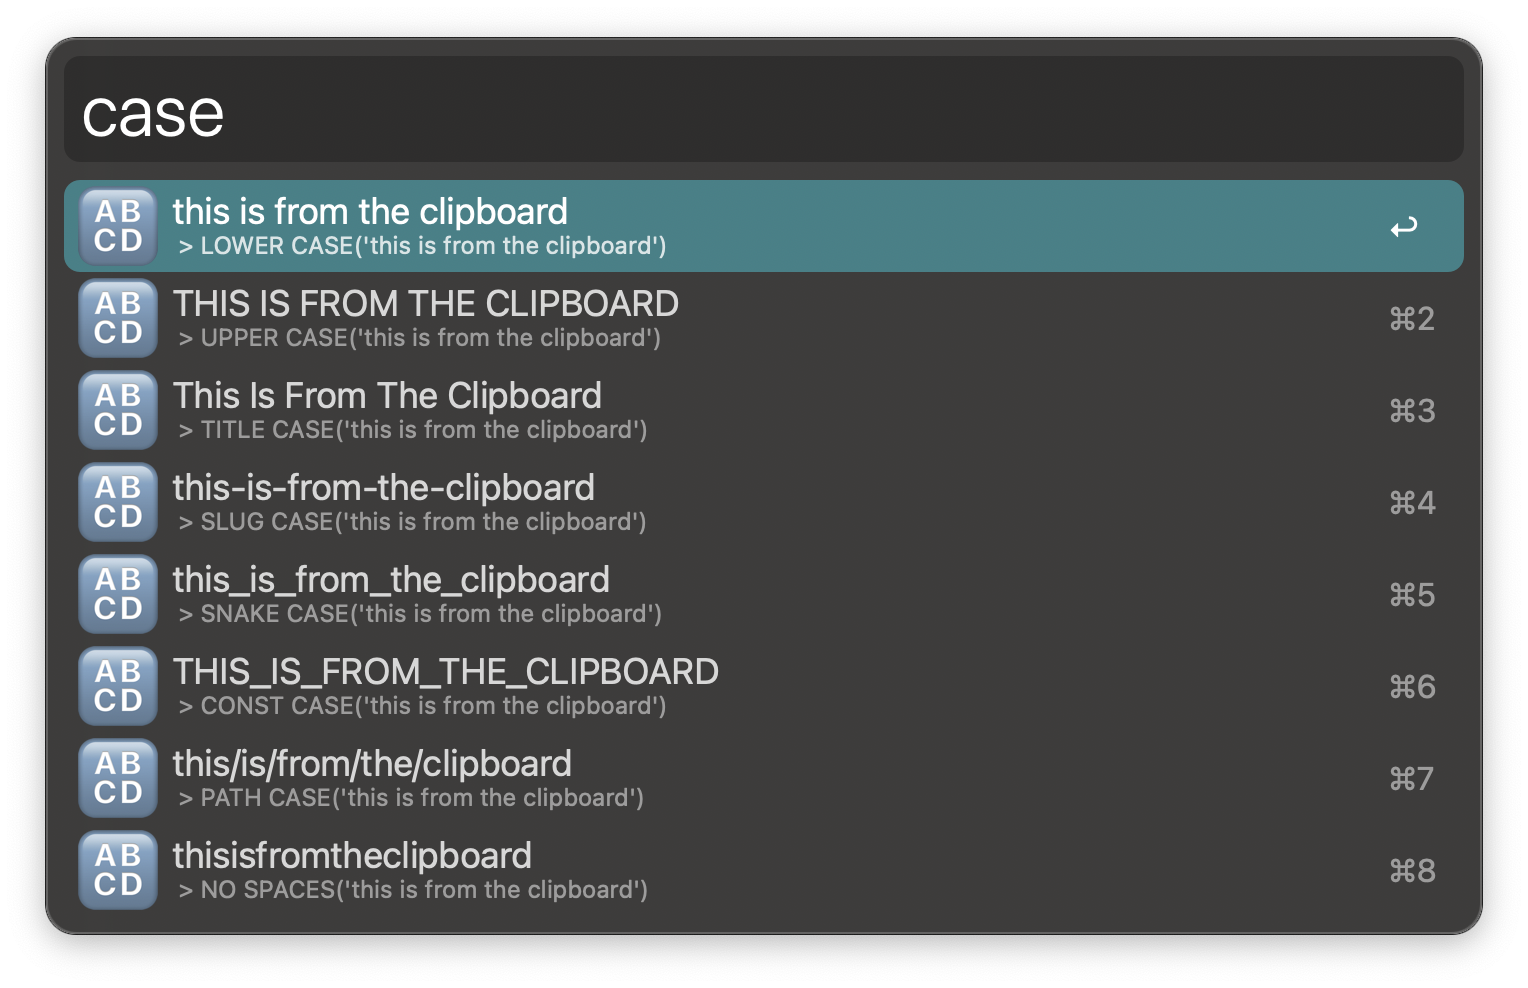 case
AB
CD
this is from the clipboard
> LOWER CASE('this is from the clipboard')
↩
AB
CD
THIS IS FROM THE CLIPBOARD
> UPPER CASE('this is from the clipboard')
⌘2
AB
CD
This Is From The Clipboard
> TITLE CASE('this is from the clipboard')
⌘3
AB
CD
this-is-from-the-clipboard
> SLUG CASE('this is from the clipboard')
⌘4
AB
CD
this_is_from_the_clipboard
> SNAKE CASE('this is from the clipboard')
⌘5
AB
CD
THIS_IS_FROM_THE_CLIPBOARD
> CONST CASE('this is from the clipboard')
⌘6
AB
CD
this/is/from/the/clipboard
> PATH CASE('this is from the clipboard')
⌘7
AB
CD
thisisfromtheclipboard
> NO SPACES('this is from the clipboard')
⌘8